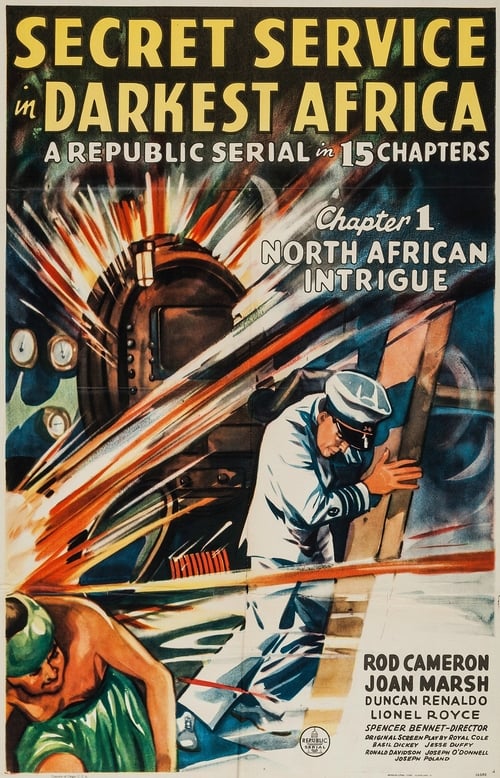 SECRET SERVICE
in DARKEST AFRICA
A REPUBLIC SERIAL in 15 CHAPTERS
Chapter 1
NORTH AFRICAN
INTRIGUE
ROD CAMERON
JOAN MARSH
DUNCAN RENALDO
LIONEL ROYCE
SPENCER BENNET-DIRECTOR
ORIGINAL SCREEN PLAY BY ROYAL COLE
BASIL DICKEY JESSE DUFFY
RONALD DAVIDSON JOSEPH O'DONNELL
JOSEPH POLAND
REPUBLIC
SERIAL